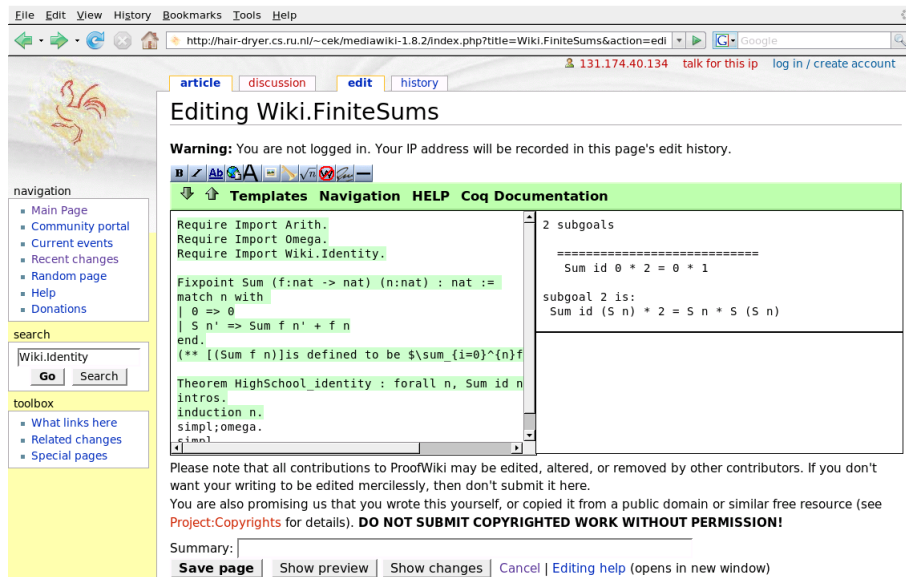 File Edit View History Bookmarks Tools Help
http://hair-dryer.cs.ru.nl/~cek/mediawiki-1.8.2/index.php?title=Wiki.FiniteSums&action=edi
G Google
131.174.40.134 talk for this ip log in / create account
article discussion edit history
Editing Wiki.FiniteSums
Warning: You are not logged in. Your IP address will be recorded in this page's edit history.
B I Ab A √n W
Templates Navigation HELP Coq Documentation
navigation
Main Page
Community portal
Current events
Recent changes
Random page
Help
Donations
search
Wiki.Identity
Go Search
toolbox
What links here
Related changes
Special pages
Require Import Arith.
Require Import Omega.
Require Import Wiki.Identity.
Fixpoint Sum (f:nat -> nat) (n:nat) : nat :=
match n with
| 0 => 0
| S n' => Sum f n' + f n
end.
(** [(Sum f n)]is defined to be $\sum_{i=0}^{n}f
Theorem HighSchool_identity : forall n, Sum id n
intros.
induction n.
simpl;omega.
simpl
2 subgoals
============================
Sum id 0 * 2 = 0 * 1
subgoal 2 is:
Sum id (S n) * 2 = S n * S (S n)
Please note that all contributions to ProofWiki may be edited, altered, or removed by other contributors. If you don't
want your writing to be edited mercilessly, then don't submit it here.
You are also promising us that you wrote this yourself, or copied it from a public domain or similar free resource (see
Project:Copyrights for details). DO NOT SUBMIT COPYRIGHTED WORK WITHOUT PERMISSION!
Summary:
Save page Show preview Show changes Cancel | Editing help (opens in new window)